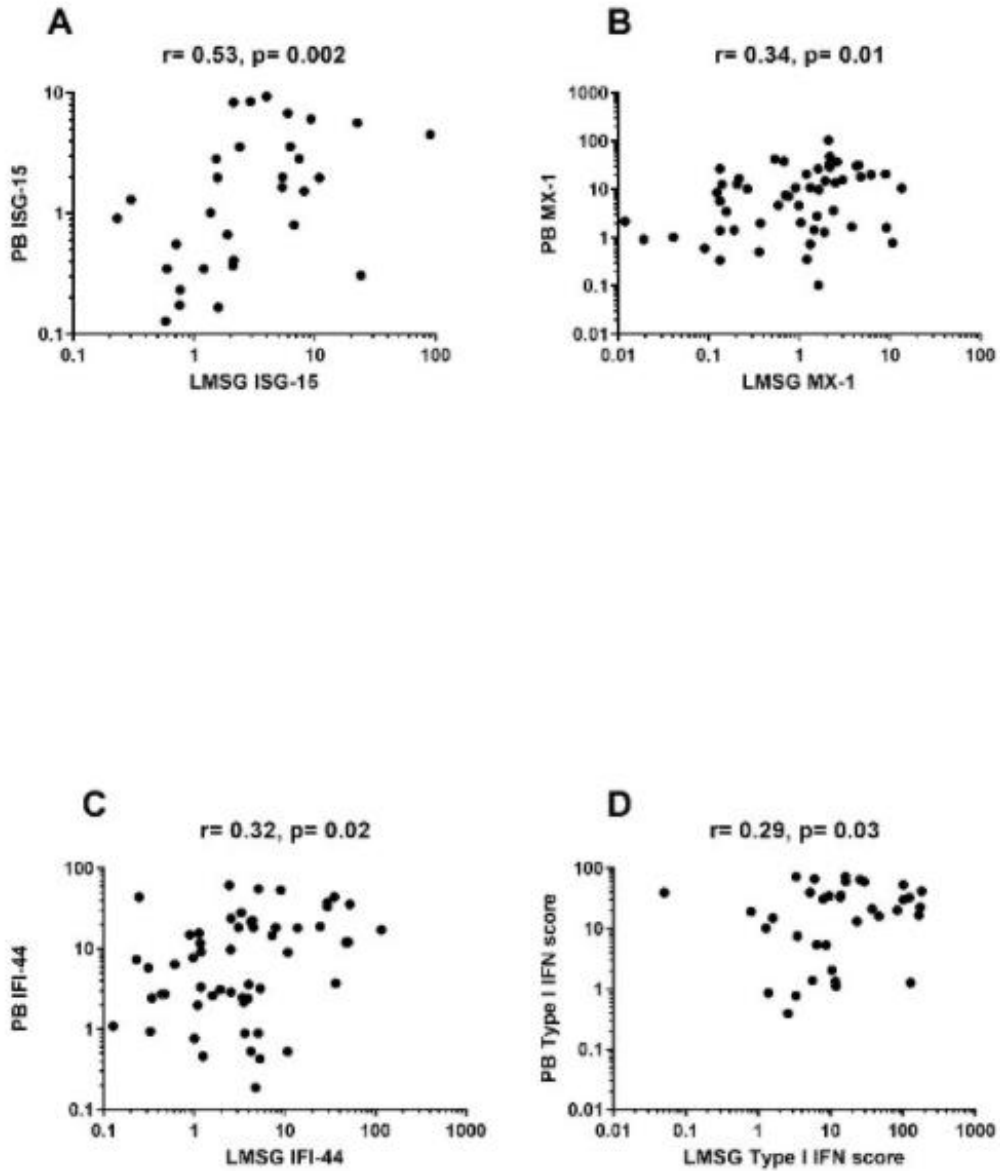 A
r= 0.53, p= 0.002
10
1
0.1
PB ISG-15
0.1 1 10 100
LMSG ISG-15
B
r= 0.34, p= 0.01
1000
100
10
1
0.1
0.01
PB MX-1
0.01 0.1 1 10 100
LMSG MX-1
C
r= 0.32, p= 0.02
100
10
1
0.1
PB IFI-44
0.1 1 10 100 1000
LMSG IFI-44
D
r= 0.29, p= 0.03
100
10
1
0.1
0.01
PB Type I IFN score
0.01 0.1 1 10 100 1000
LMSG Type I IFN score